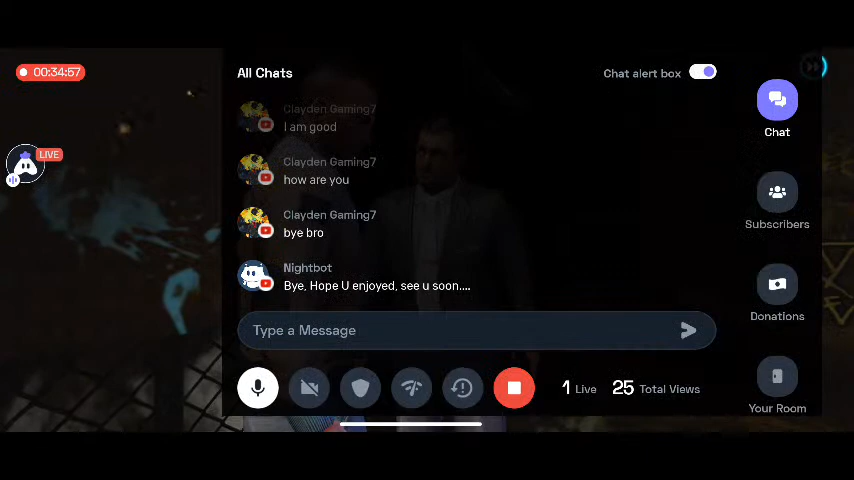 00:34:57
All Chats
Chat alert box
Clayden Gaming7
I am good
LIVE
Chat
Clayden Gaming7
how are you
Clayden Gaming7
bye bro
Subscribers
Nightbot
Bye, Hope U enjoyed, see u soon....
Donations
Type a Message
1 Live
25 Total Views
Your Room